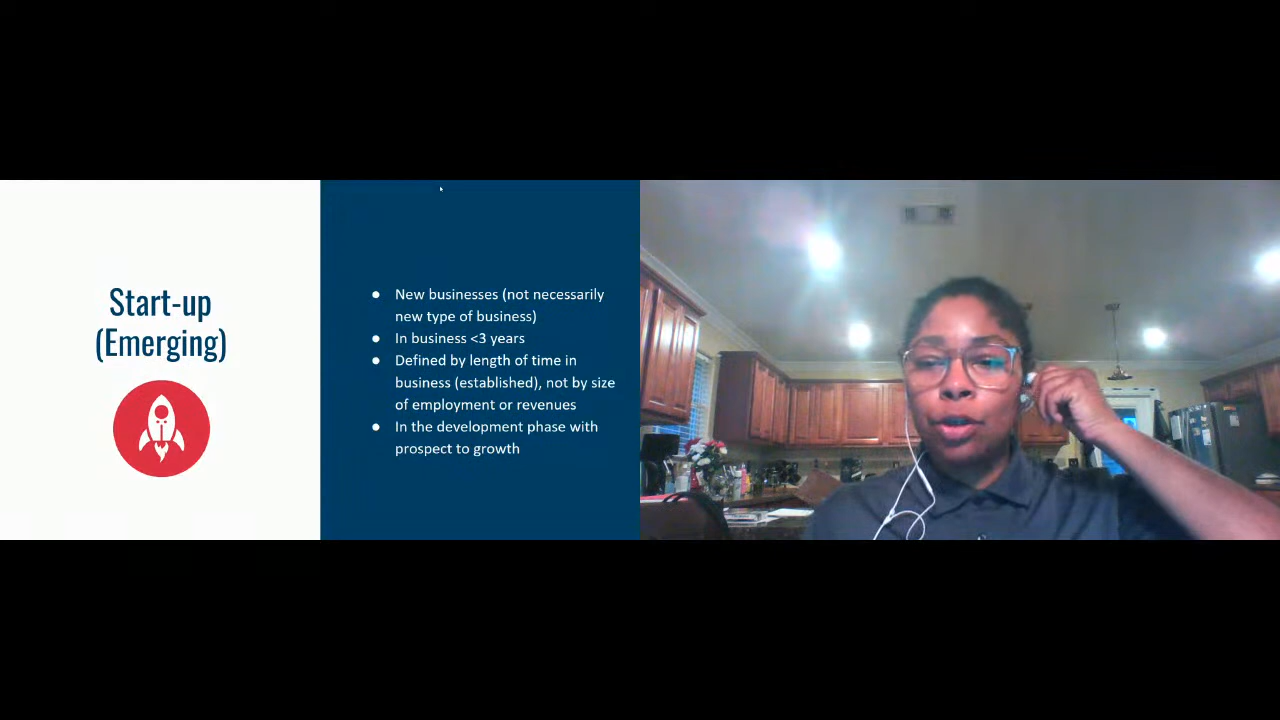 Start-up
(Emerging)
● New businesses (not necessarily
new type of business)
● In business <3 years
● Defined by length of time in
business (established), not by size
of employment or revenues
● In the development phase with
prospect to growth